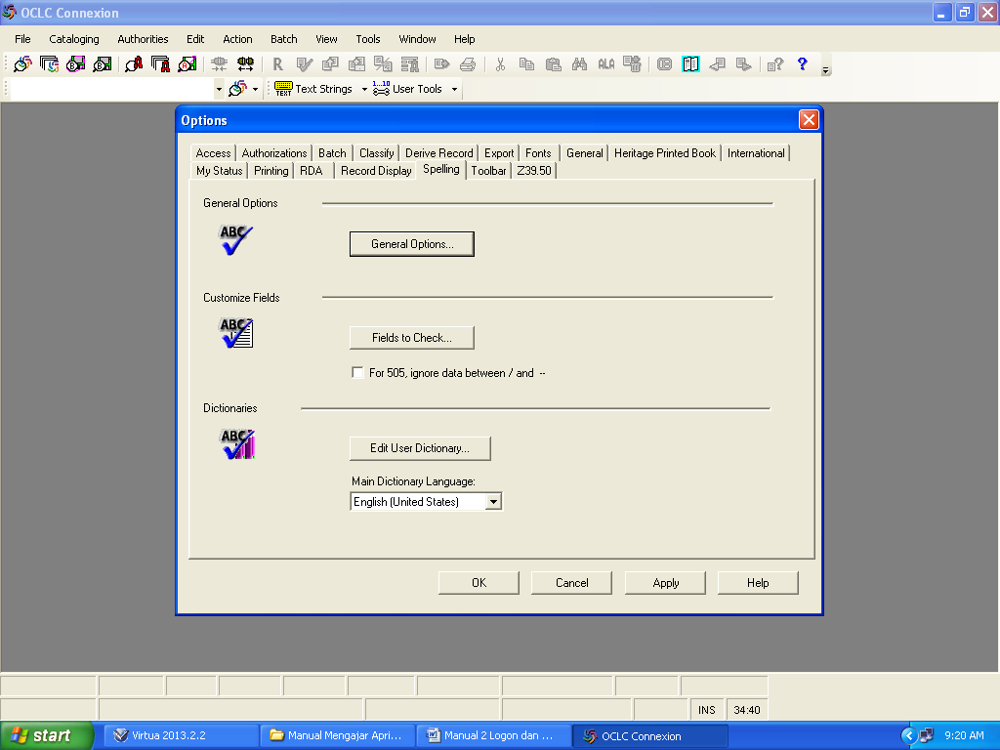 OCLC Connexion
File Cataloging Authorities Edit Action Batch View Tools Window Help
R ALA ?
TEXT Text Strings 1...10 User Tools
Options
Access Authorizations Batch Classify Derive Record Export Fonts General Heritage Printed Book International
My Status Printing RDA Record Display Spelling Toolbar Z39.50
General Options
ABC
General Options...
Customize Fields
ABC
Fields to Check...
For 505, ignore data between / and --
Dictionaries
ABC
Edit User Dictionary...
Main Dictionary Language:
English (United States)
OK Cancel Apply Help
INS 34:40
start Virtua 2013.2.2 Manual Mengajar Apri... Manual 2 Logon dan ... OCLC Connexion 9:20 AM